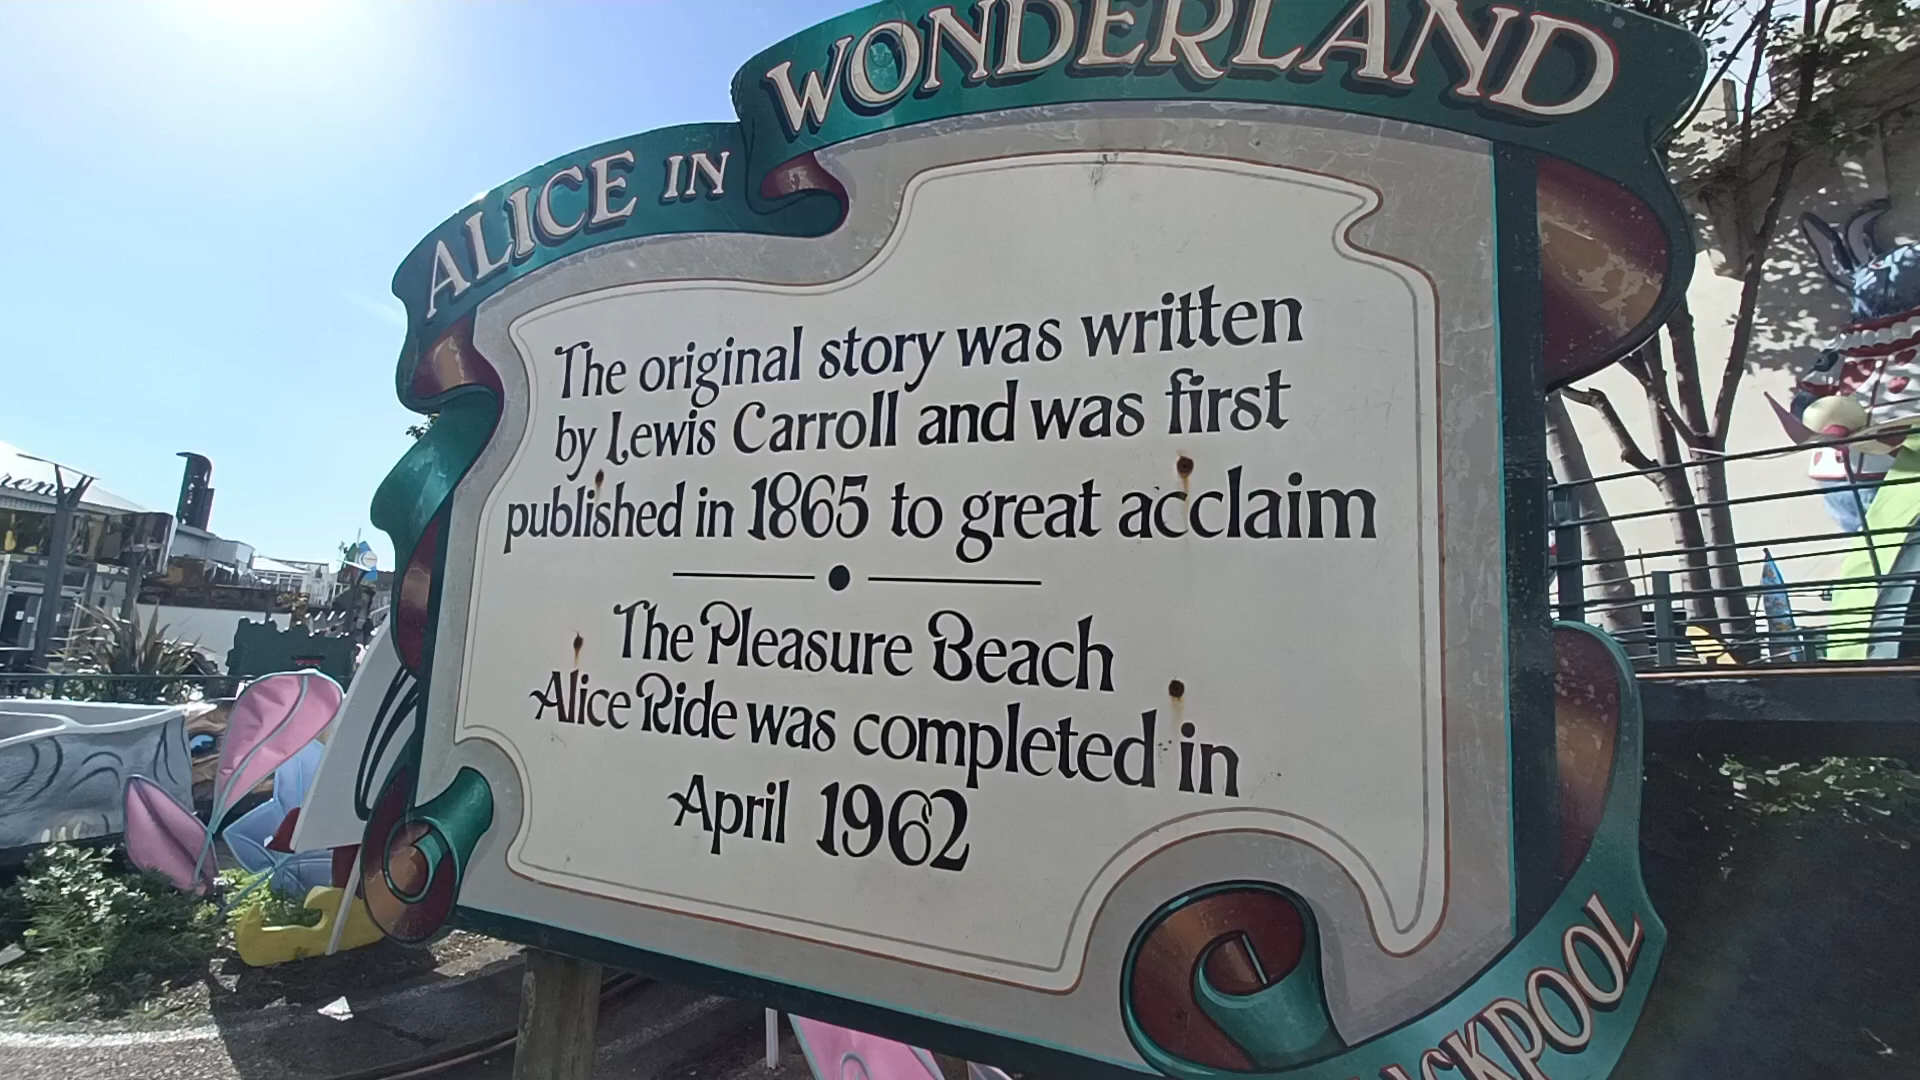 ALICE IN WONDERLAND
The original story was written
by Lewis Carroll and was first
published in 1865 to great acclaim
The Pleasure Beach
Alice Ride was completed in
April 1962